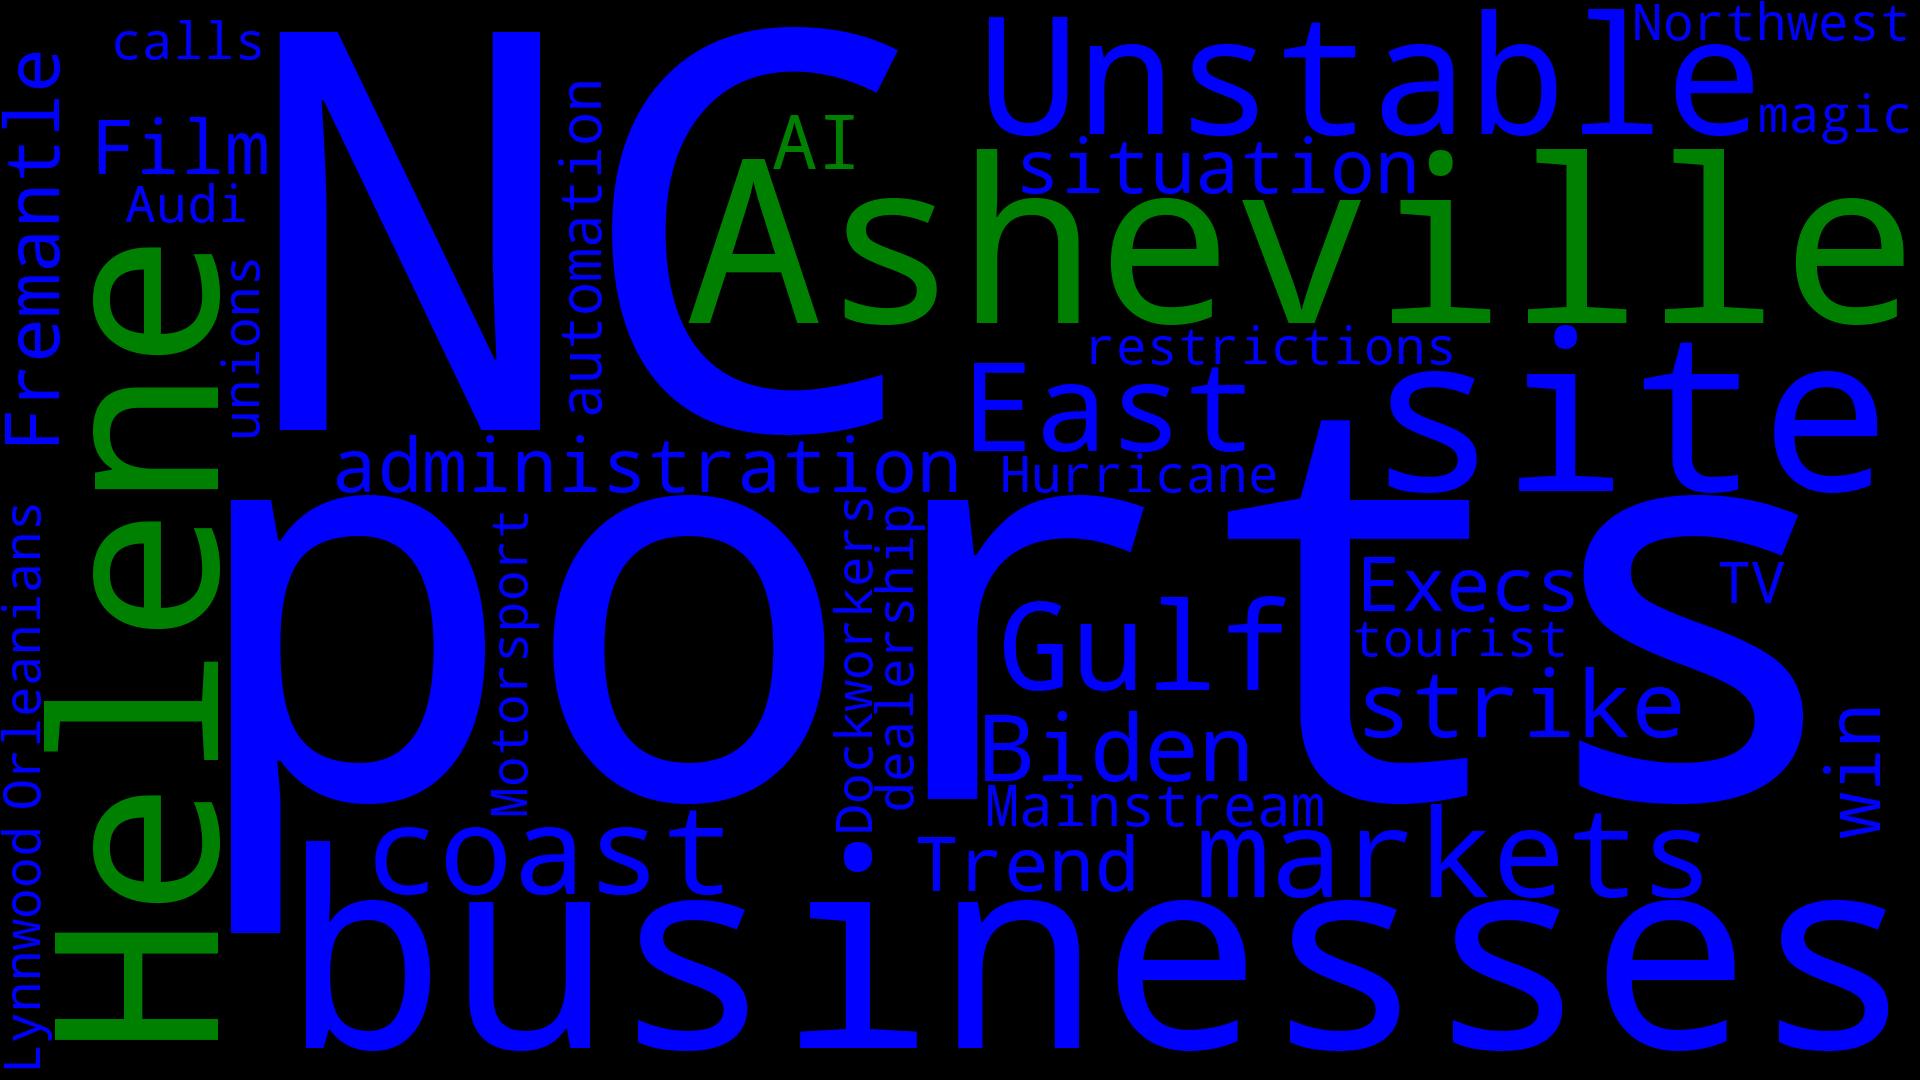 calls
NC
Unstable
Northwest
magic
Film
AI
situation
Audi
Asheville
Fremantle
automation
unions
restrictions
East
site
Helene
administration
Hurricane
ports
Orleanians
Motorsport
Dockworkers
dealership
Execs
TV
Gulf
tourist
strike
Biden
win
Mainstream
coast
Trend
markets
Lynnwood
businesses